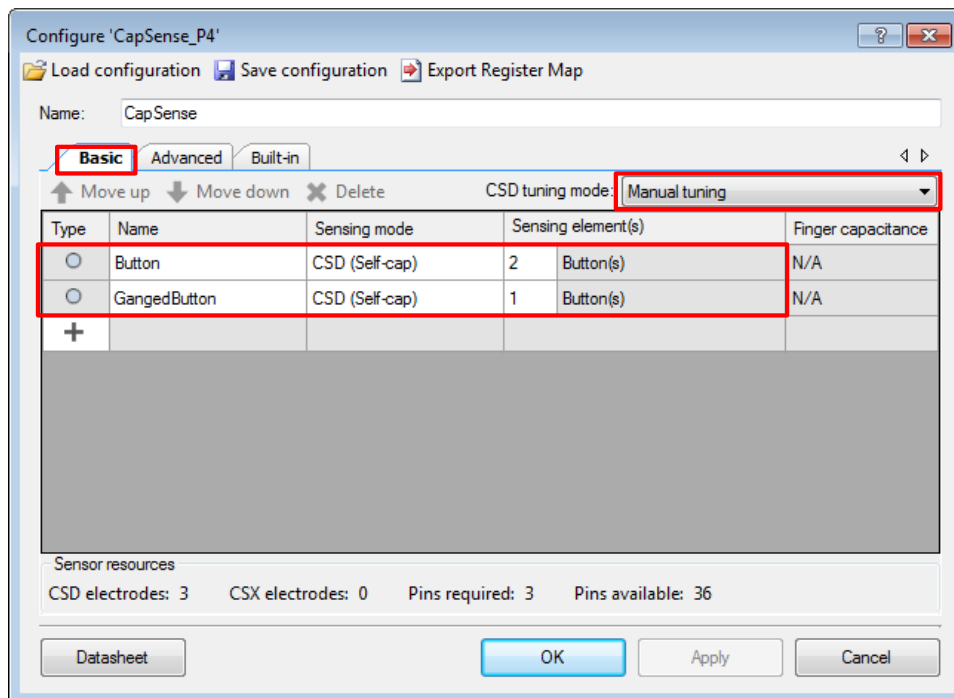 Configure 'CapSense_P4'
Load configuration Save configuration Export Register Map
Name: CapSense
Basic Advanced Built-in
Move up Move down Delete CSD tuning mode: Manual tuning
Type Name Sensing mode Sensing element(s) Finger capacitance
Button CSD (Self-cap) 2 Button(s) N/A
GangedButton CSD (Self-cap) 1 Button(s) N/A
Sensor resources
CSD electrodes: 3 CSX electrodes: 0 Pins required: 3 Pins available: 36
Datasheet OK Apply Cancel